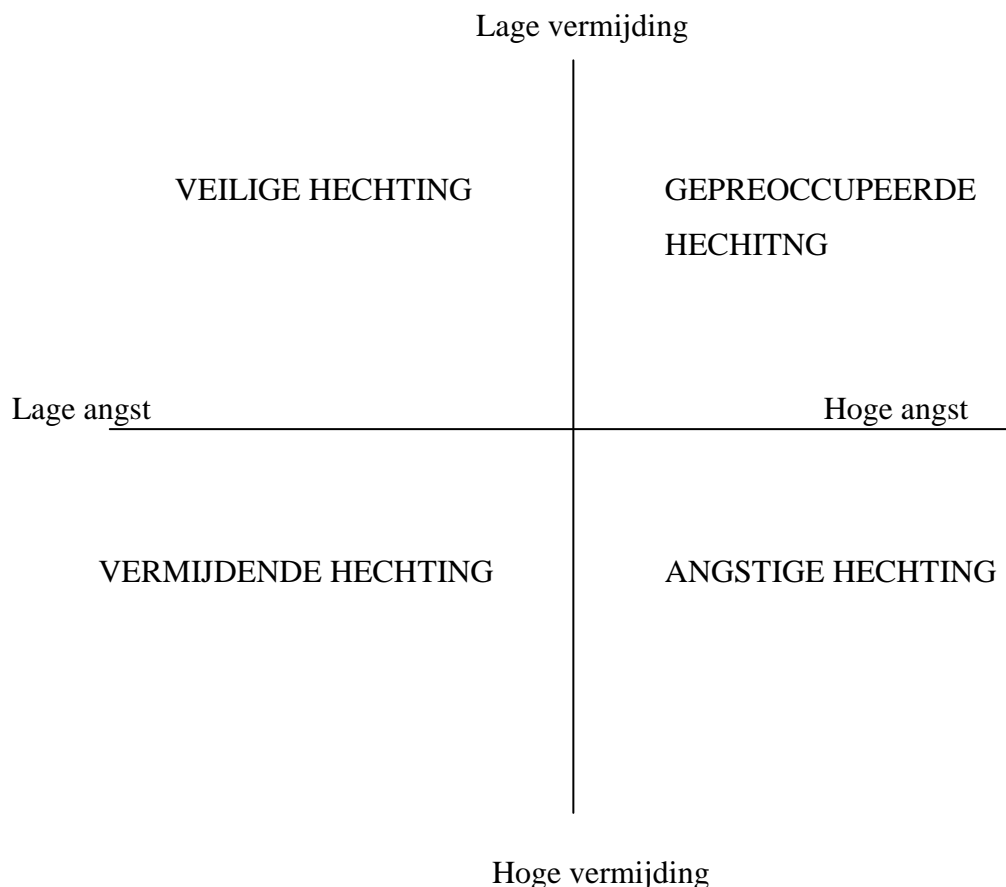 Lage vermijding
VEILIGE HECHTING
GEPREOCCUPEERDE
HECHITNG
Lage angst
Hoge angst
VERMIJDENDE HECHTING
ANGSTIGE HECHTING
Hoge vermijding